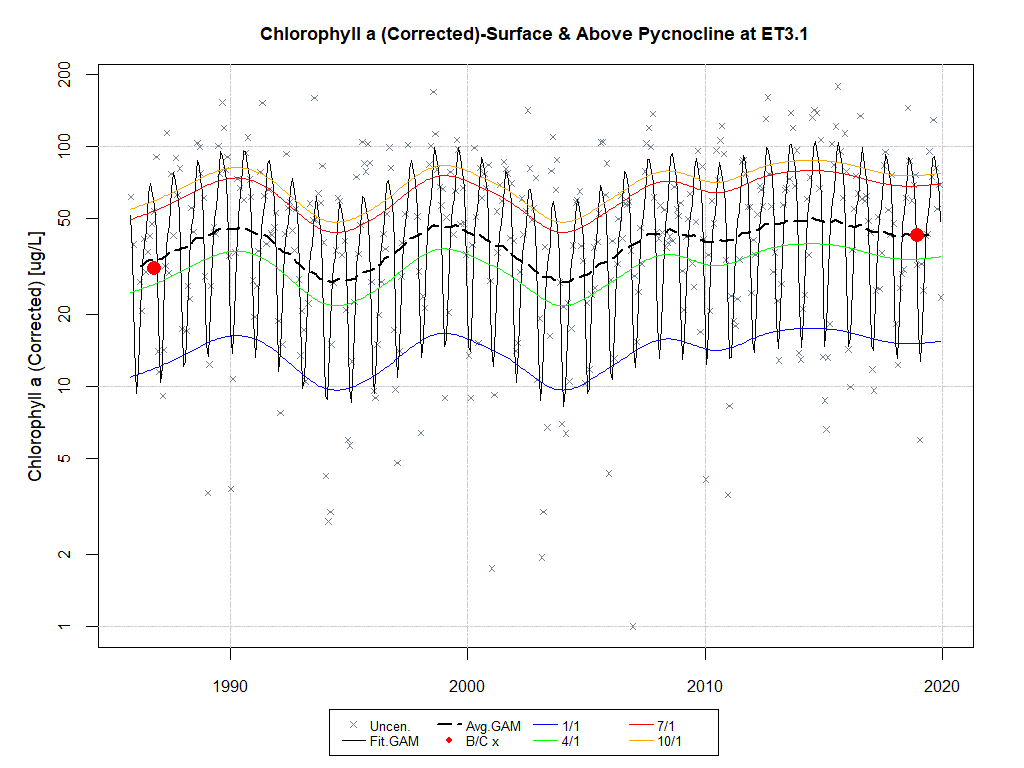 Chlorophyll a (Corrected)-Surface & Above Pycnocline at ET3.1
Chlorophyll a (Corrected) [ug/L]
200
100
50
20
10
5
2
1
1990
2000
2010
2020
Uncen.
Avg.GAM
1/1
7/1
Fit.GAM
B/C x
4/1
10/1